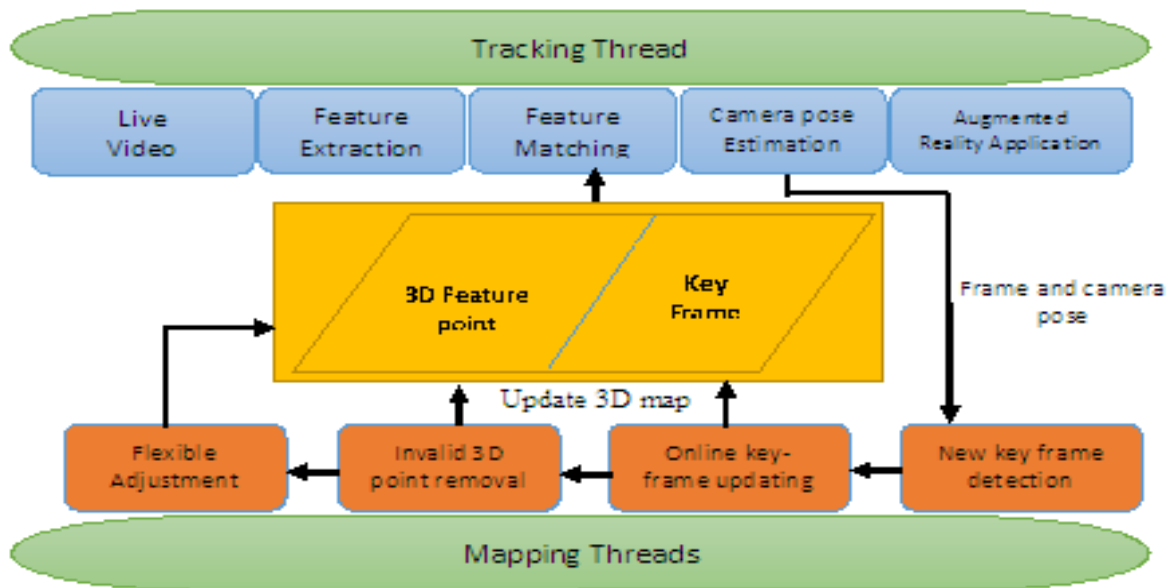 Tracking Thread
Live
Video
Feature
Extraction
Feature
Matching
Camera pose
Estimation
Augmented
Reality Application
3D Feature
point
Key
Frame
Frame and camera
pose
Update 3D map
Flexible
Adjustment
Invalid 3D
point removal
Online key-
frame updating
New key frame
detection
Mapping Threads